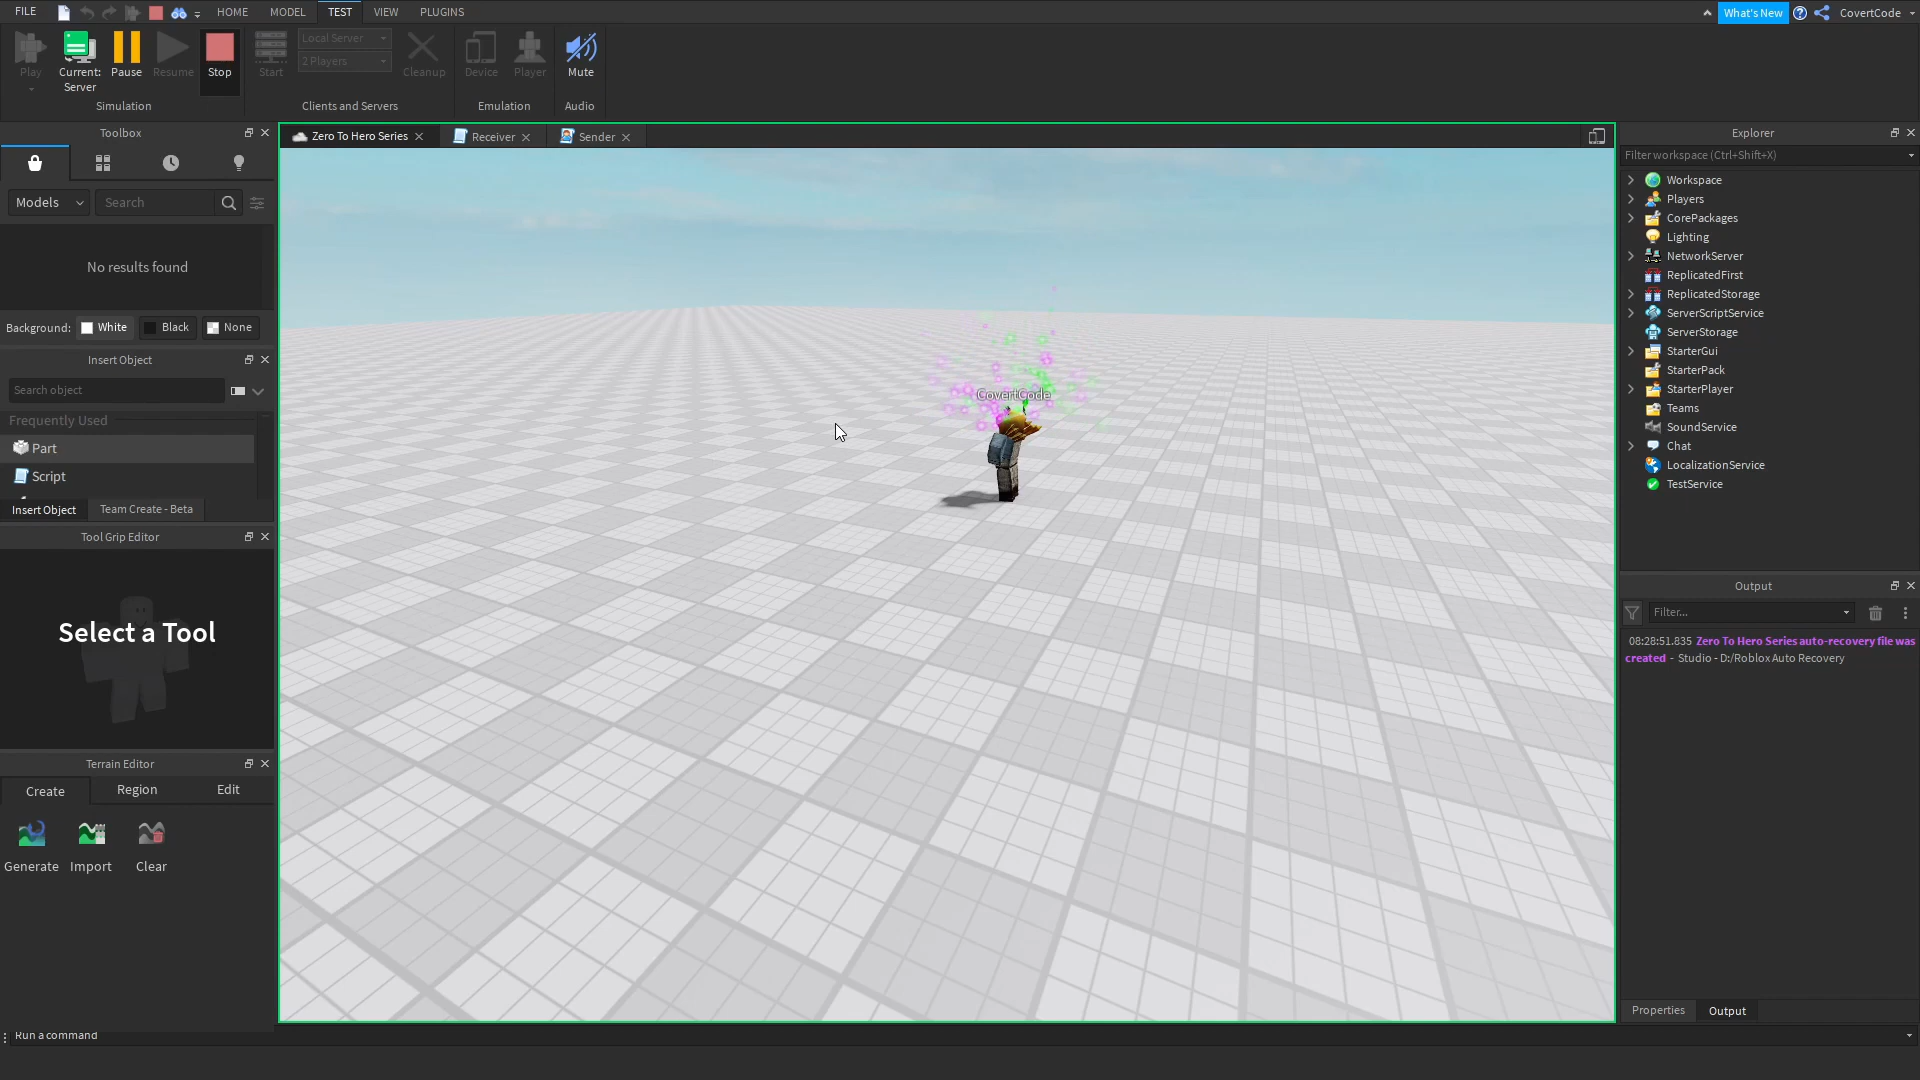 FILE
HOME
MODEL
TEST
VIEW
PLUGINS
What's New
CovertCode
Play
Current:
Server
Pause
Resume
Stop
Simulation
Start
Local Server
2 Players
Cleanup
Clients and Servers
Device
Player
Emulation
Mute
Audio
Toolbox
Models
Search
No results found
Background:
White
Black
None
Insert Object
Search object
Frequently Used
Part
Script
Insert Object
Team Create - Beta
Tool Grip Editor
Select a Tool
Terrain Editor
Create
Region
Edit
Generate
Import
Clear
Run a command
Zero To Hero Series
Receiver
Sender
CovertCode
Explorer
Filter workspace (Ctrl+Shift+X)
Workspace
Players
CorePackages
Lighting
NetworkServer
ReplicatedFirst
ReplicatedStorage
ServerScriptService
ServerStorage
StarterGui
StarterPack
StarterPlayer
Teams
SoundService
Chat
LocalizationService
TestService
Output
Filter...
08:28:51.835 Zero To Hero Series auto-recovery file was
created - Studio - D:/Roblox Auto Recovery
Properties
Output